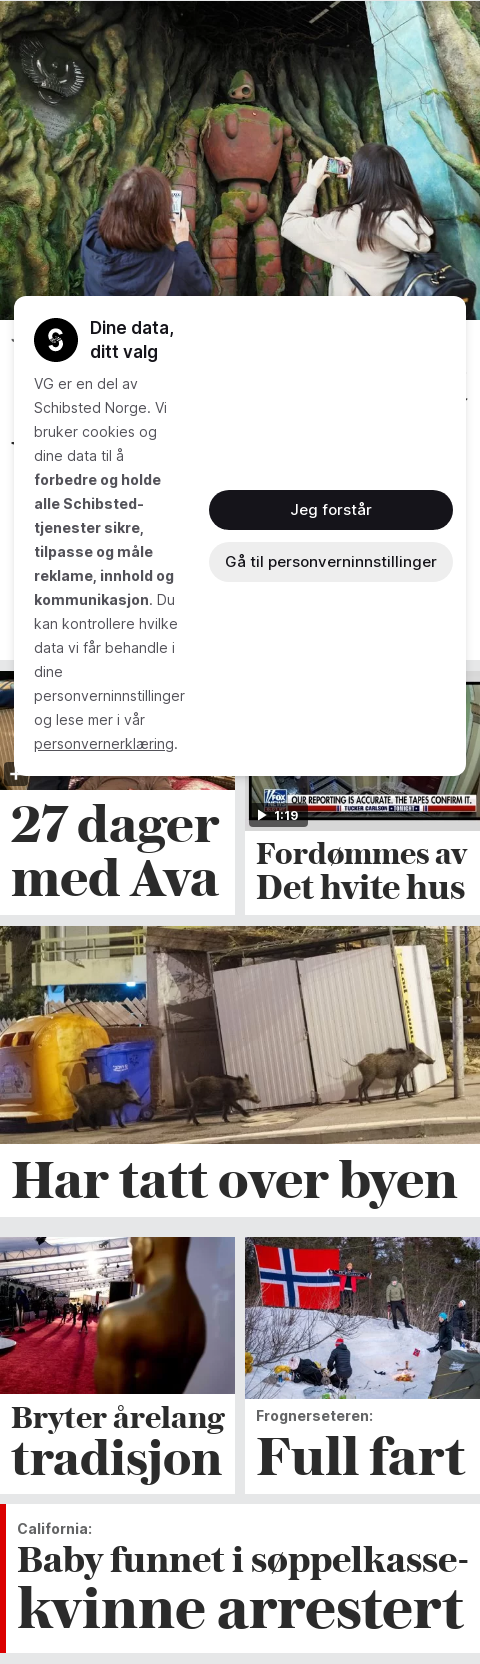 Dine data,
ditt valg
VG er en del av
Schibsted Norge. Vi
bruker cookies og
dine data til å
forbedre og holde
alle Schibsted-
tjenester sikre,
tilpasse og måle
reklame, innhold og
kommunikasjon. Du
kan kontrollere hvilke
data vi får behandle i
dine
personverninnstillinger
og lese mer i vår
personvernerklæring.
Jeg forstår
Gå til personverninnstillinger
27 dager
med Ava
OUR REPORTING IS ACCURATE. THE TAPES CONFIRM IT.
TUCKER CARLSON
1:19
Fordømmes av
Det hvite hus
Har tatt over byen
Bryter årelang
tradisjon
Frognerseteren:
Full fart
California:
Baby funnet i søppelkasse-
kvinne arrestert